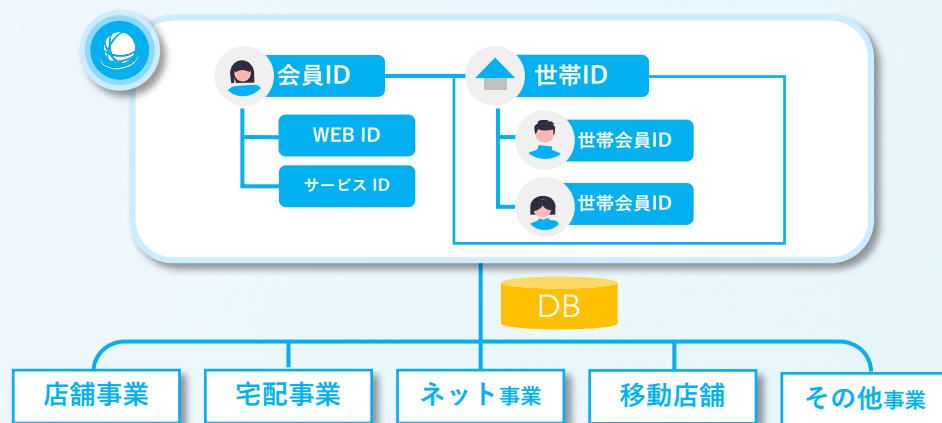 会員ID
世帯ID
WEB ID
世帯会員ID
サービス ID
世帯会員ID
DB
店舗事業
宅配事業
ネット事業
移動店舗
その他事業